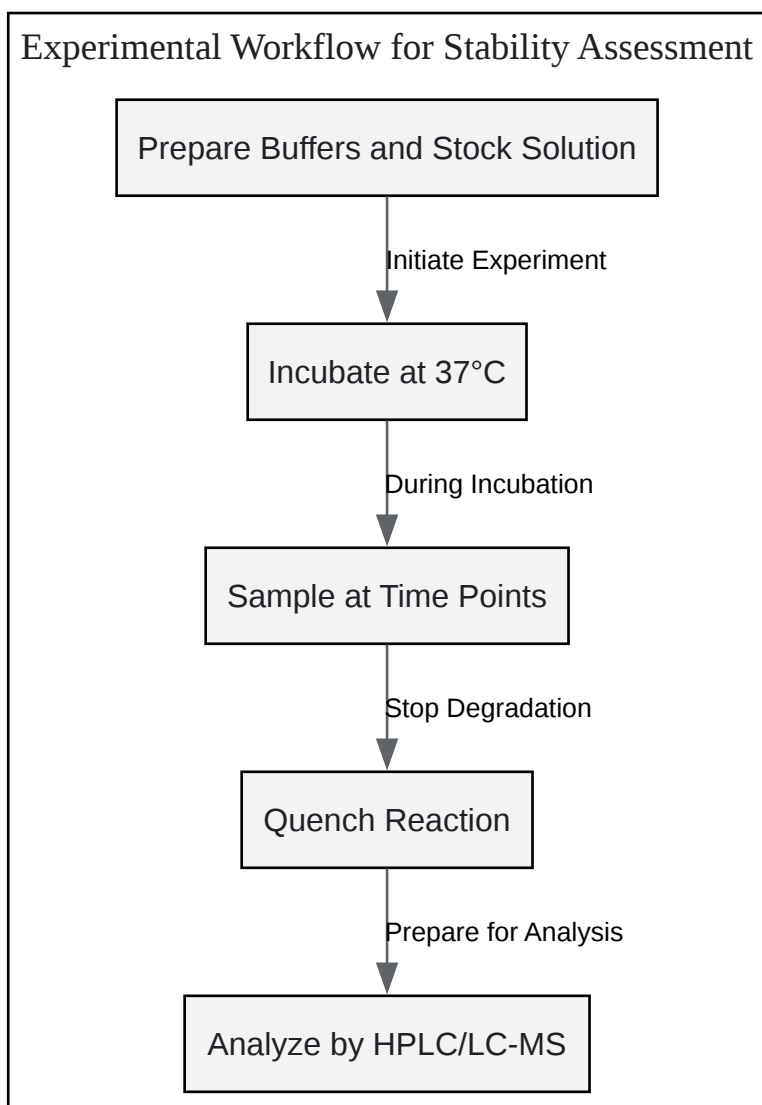 Experimental Workflow for Stability Assessment
Prepare Buffers and Stock Solution
Initiate Experiment
Incubate at 37°C
During Incubation
Sample at Time Points
Stop Degradation
Quench Reaction
Prepare for Analysis
Analyze by HPLC/LC-MS